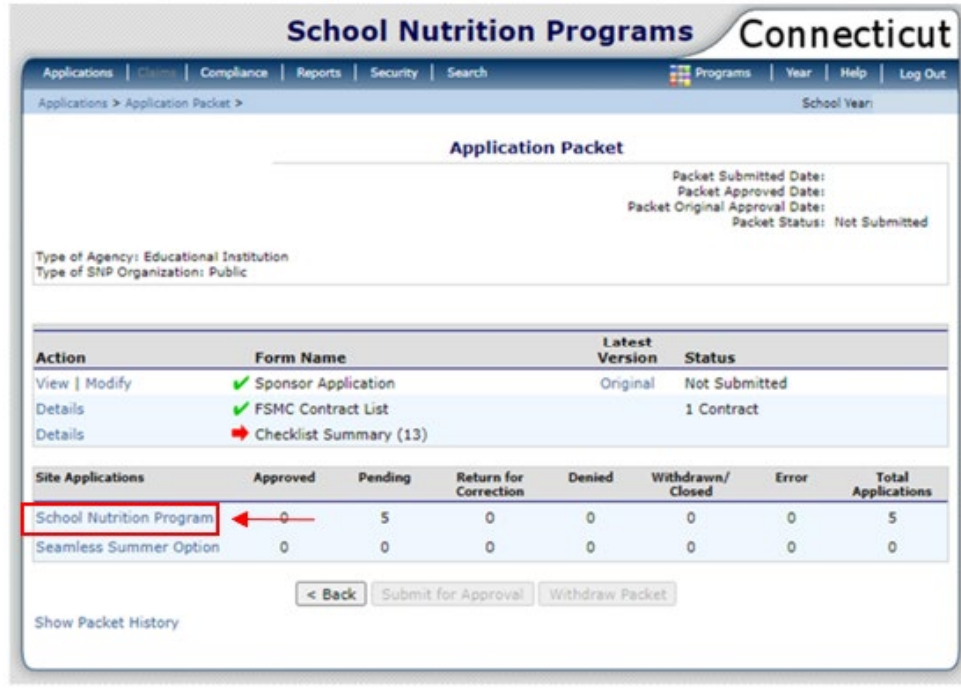 School Nutrition Programs Connecticut
Applications | Claims | Compliance | Reports | Security | Search Programs | Year | Help | Log Out
Applications > Application Packet > School Year:
Application Packet
Packet Submitted Date:
Packet Approved Date:
Packet Original Approval Date:
Packet Status: Not Submitted
Type of Agency: Educational Institution
Type of SNP Organization: Public
Action Form Name Latest Version Status
View | Modify Sponsor Application Original Not Submitted
Details FSMC Contract List 1 Contract
Details Checklist Summary (13)
Site Applications Approved Pending Return for Correction Denied Withdrawn/Closed Error Total Applications
School Nutrition Program 0 5 0 0 0 0 5
Seamless Summer Option 0 0 0 0 0 0 0
< Back Submit for Approval Withdraw Packet
Show Packet History